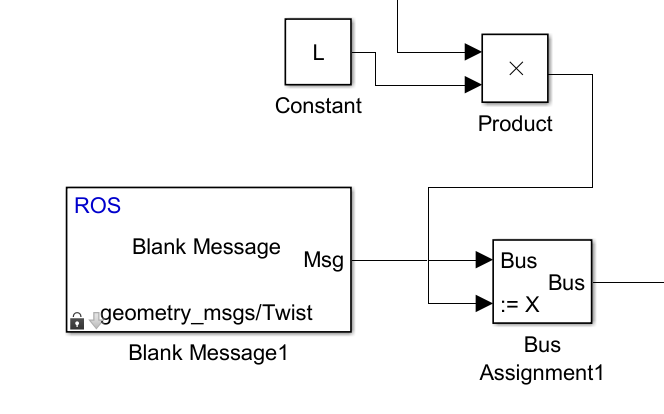 L
Constant
×
Product
ROS
Blank Message
Msg
geometry_msgs/Twist
Blank Message1
Bus
Bus
:= X
Bus
Assignment1